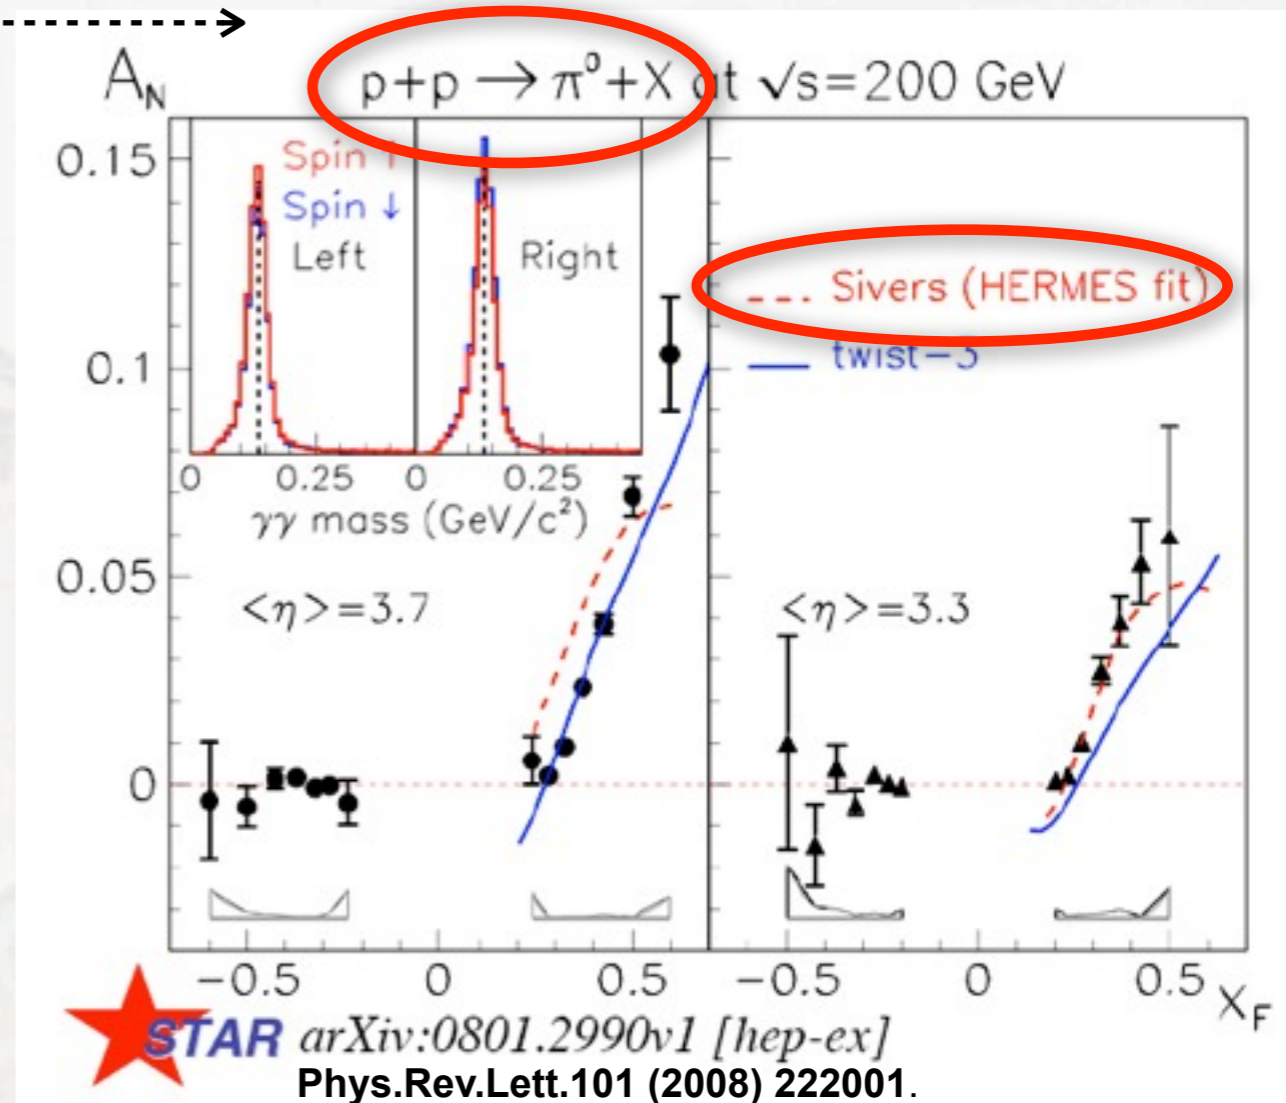 A_N p+p → π⁰+X at √s=200 GeV
0.15
0.1
0.05
0
Spin ↑
Spin ↓
Left
Right
0 0.25 0 0.25
γγ mass (GeV/c²)
<η>=3.7
Sivers (HERMES fit)
twist-3
<η>=3.3
−0.5 0 0.5 −0.5 0 0.5 X_F
STAR arXiv:0801.2990v1 [hep-ex]
Phys.Rev.Lett.101 (2008) 222001.